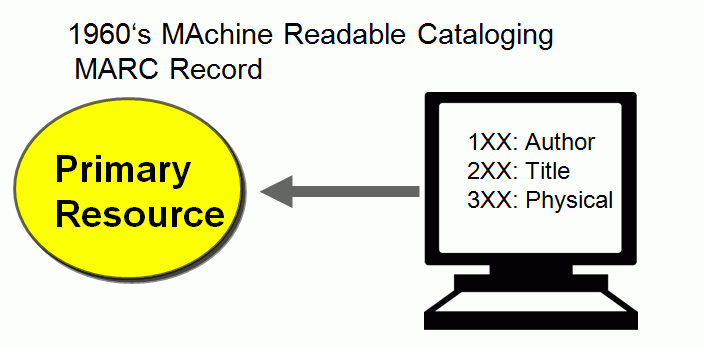 1960‘s MAchine Readable Cataloging
MARC Record
Primary
Resource
1XX: Author
2XX: Title
3XX: Physical